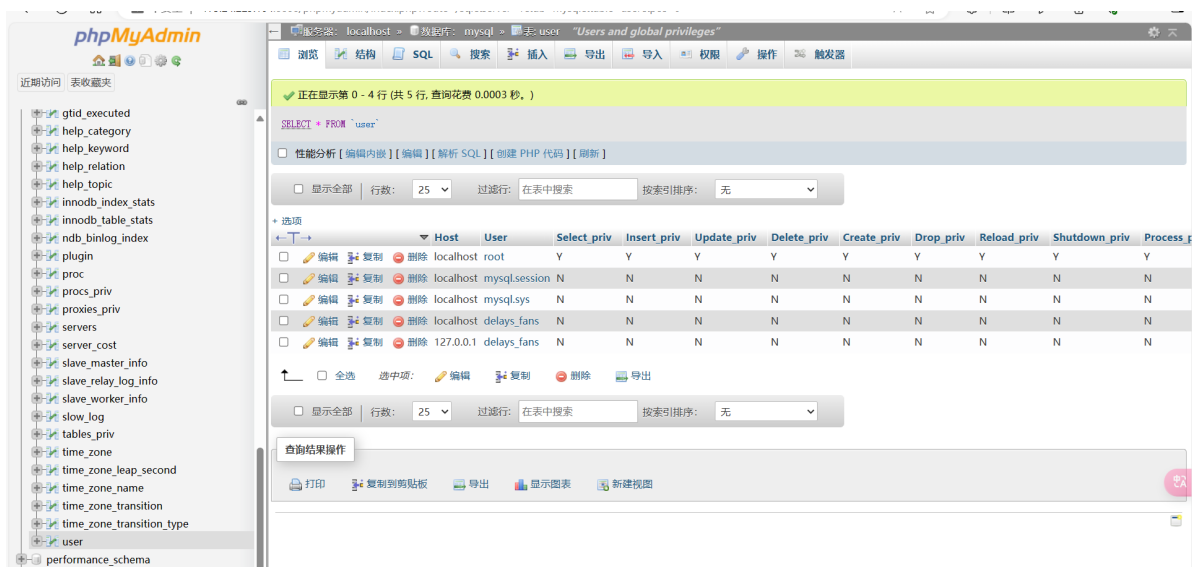 phpMyAdmin
近期访问 表收藏夹
gtid_executed
help_category
help_keyword
help_relation
help_topic
innodb_index_stats
innodb_table_stats
ndb_binlog_index
plugin
proc
procs_priv
proxies_priv
servers
server_cost
slave_master_info
slave_relay_log_info
slave_worker_info
slow_log
tables_priv
time_zone
time_zone_leap_second
time_zone_name
time_zone_transition
time_zone_transition_type
user
performance_schema
服务器: localhost » 数据库: mysql » 表: user "Users and global privileges"
浏览 结构 SQL 搜索 插入 导出 导入 权限 操作 触发器
正在显示第 0 - 4 行 (共 5 行, 查询花费 0.0003 秒。)
SELECT * FROM `user`
性能分析 [ 编辑内嵌 ] [ 编辑 ] [ 解析 SQL ] [ 创建 PHP 代码 ] [ 刷新 ]
显示全部 | 行数: 25 过滤行: 在表中搜索 按索引排序: 无
+ 选项
←T→ Host User Select_priv Insert_priv Update_priv Delete_priv Create_priv Drop_priv Reload_priv Shutdown_priv Process_p
编辑 复制 删除 localhost root Y Y Y Y Y Y Y Y Y
编辑 复制 删除 localhost mysql.session N N N N N N N N N
编辑 复制 删除 localhost mysql.sys N N N N N N N N N
编辑 复制 删除 localhost delays_fans N N N N N N N N N
编辑 复制 删除 127.0.0.1 delays_fans N N N N N N N N N
全选 选中项: 编辑 复制 删除 导出
显示全部 | 行数: 25 过滤行: 在表中搜索 按索引排序: 无
查询结果操作
打印 复制到剪贴板 导出 显示图表 新建视图